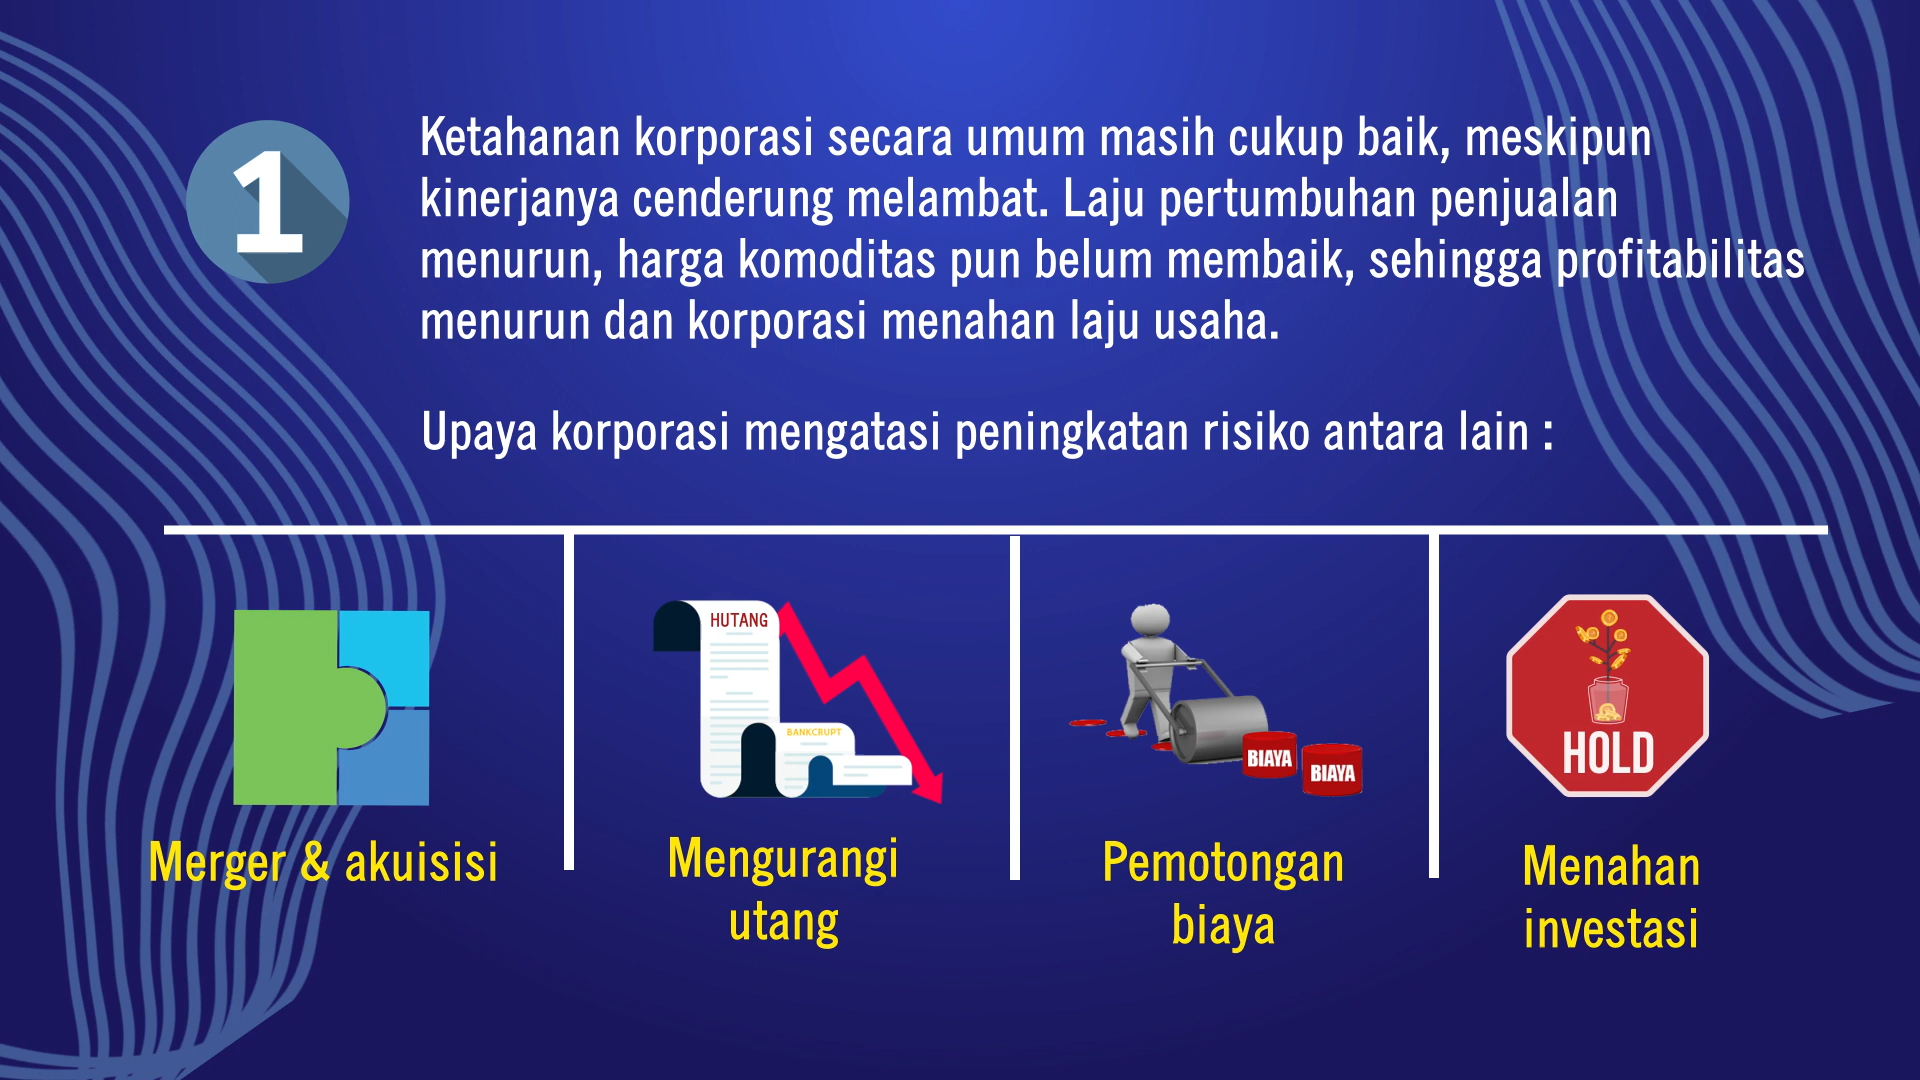 1
Ketahanan korporasi secara umum masih cukup baik, meskipun
kinerjanya cenderung melambat. Laju pertumbuhan penjualan
menurun, harga komoditas pun belum membaik, sehingga profitabilitas
menurun dan korporasi menahan laju usaha.
Upaya korporasi mengatasi peningkatan risiko antara lain :
Merger & akuisisi
HUTANG
BANKCRUPT
Mengurangi
utang
BIAYA
BIAYA
Pemotongan
biaya
HOLD
Menahan
investasi